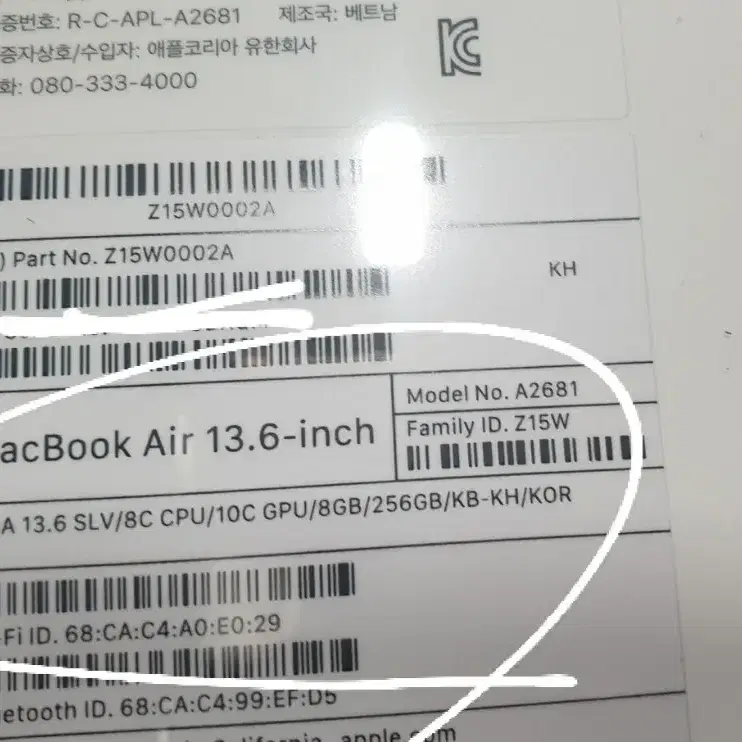 증번호: R-C-APL-A2681 제조국: 베트남
증자상호/수입자: 애플코리아 유한회사
화: 080-333-4000
Z15W0002A
) Part No. Z15W0002A
KH
acBook Air 13.6-inch
Model No. A2681
Family ID. Z15W
A 13.6 SLV/8C CPU/10C GPU/8GB/256GB/KB-KH/KOR
-Fi ID. 68:CA:C4:A0:E0:29
etooth ID. 68:CA:C4:99:EF:D5
California. apple.com